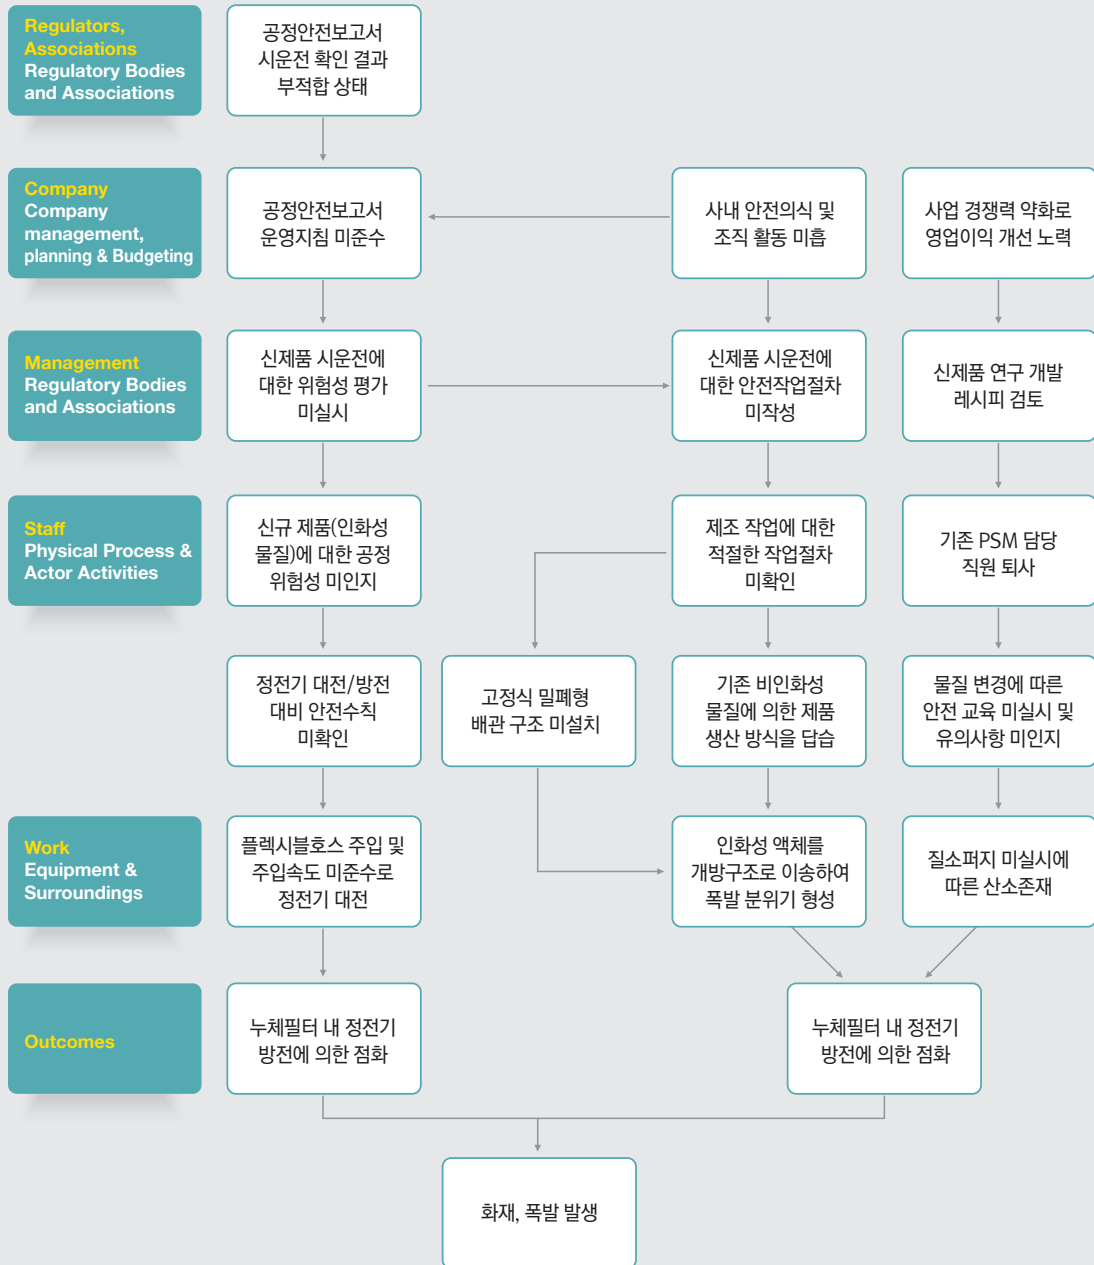 Regulators,
Associations
Regulatory Bodies
and Associations
공정안전보고서
시운전 확인 결과
부적합 상태
Company
Company
management,
planning & Budgeting
공정안전보고서
운영지침 미준수
사내 안전의식 및
조직 활동 미흡
사업 경쟁력 약화로
영업이익 개선 노력
Management
Regulatory Bodies
and Associations
신제품 시운전에
대한 위험성 평가
미실시
신제품 시운전에
대한 안전작업절차
미작성
신제품 연구 개발
레시피 검토
Staff
Physical Process &
Actor Activities
신규 제품(인화성
물질)에 대한 공정
위험성 미인지
제조 작업에 대한
적절한 작업절차
미확인
기존 PSM 담당
직원 퇴사
정전기 대전/방전
대비 안전수칙
미확인
고정식 밀폐형
배관 구조 미설치
기존 비인화성
물질에 의한 제품
생산 방식을 답습
물질 변경에 따른
안전 교육 미실시 및
유의사항 미인지
Work
Equipment &
Surroundings
플렉시블호스 주입 및
주입속도 미준수로
정전기 대전
인화성 액체를
개방구조로 이송하여
폭발 분위기 형성
질소퍼지 미실시에
따른 산소존재
Outcomes
누체필터 내 정전기
방전에 의한 점화
누체필터 내 정전기
방전에 의한 점화
화재, 폭발 발생